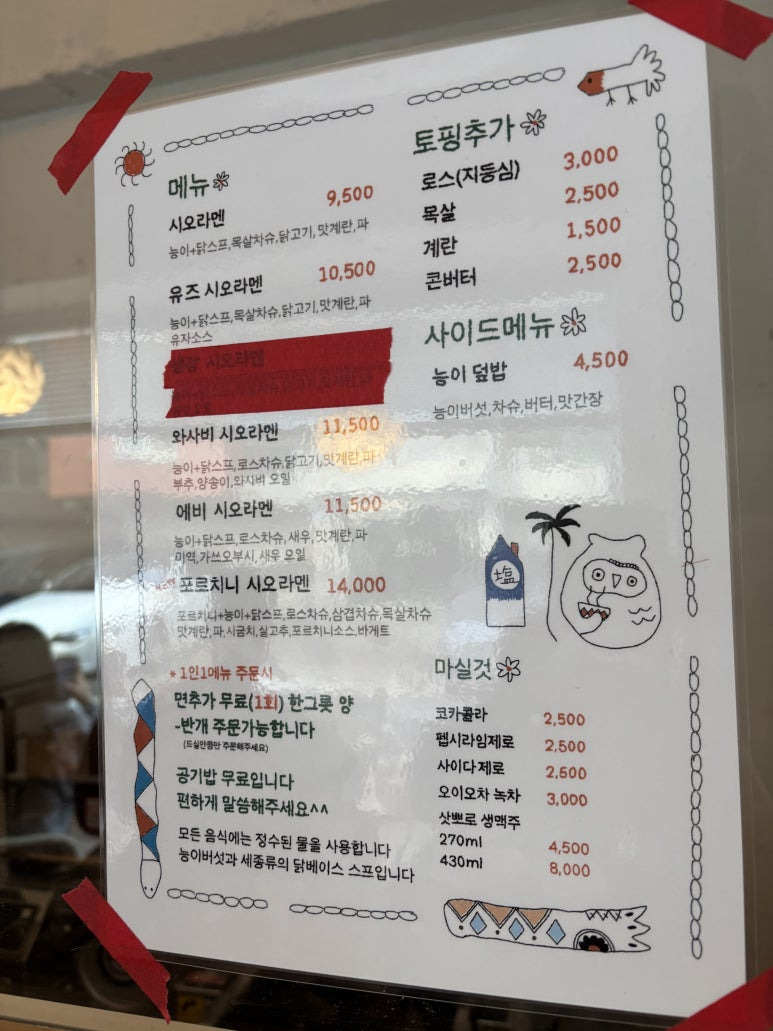 메뉴
시오라멘 9,500
능이+닭스프,목살차슈,닭고기,맛계란,파
유즈 시오라멘 10,500
능이+닭스프,목살차슈,닭고기,맛계란,파
유자소스
시오라멘
와사비 시오라멘 11,500
능이+닭스프,로스차슈,닭고기,맛계란,파
부추,양송이,와사비 오일
에비 시오라멘 11,500
능이+닭스프,로스차슈,새우,맛계란,파
미역,가쓰오부시,새우 오일
포르치니 시오라멘 14,000
포르치니+능이+닭스프,로스차슈,삼겹차슈,목살차슈
맛계란,파,시금치,실고추,포르치니소스,바게트
*1인1메뉴 주문시
면추가 무료(1회) 한그릇 양
-반개 주문가능합니다
(드실만큼만 주문해주세요)
공기밥 무료입니다
편하게 말씀해주세요^^
모든 음식에는 정수된 물을 사용합니다
능이버섯과 세종류의 닭베이스 스프입니다
토핑추가
로스(지등심) 3,000
목살 2,500
계란 1,500
콘버터 2,500
사이드메뉴
능이 덮밥 4,500
능이버섯,차슈,버터,맛간장
塩
마실것
코카콜라 2,500
펩시라임제로 2,500
사이다제로 2,500
오이오차 녹차 3,000
삿뽀로 생맥주
270ml 4,500
430ml 8,000